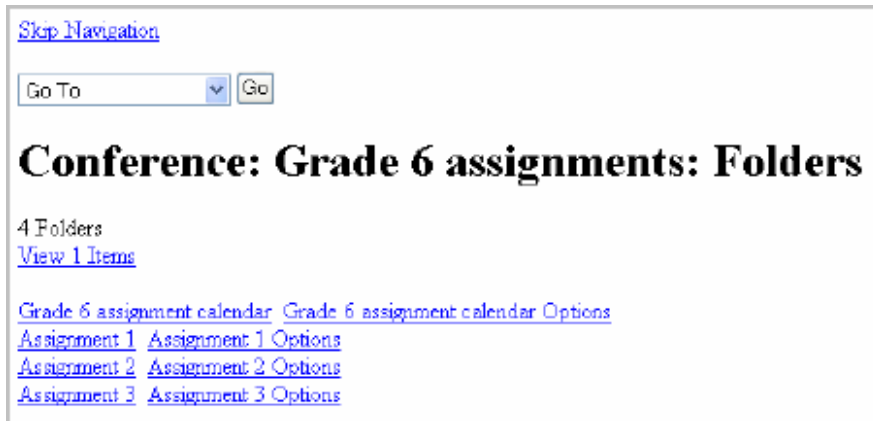 Skip Navigation
Go To Go
Conference: Grade 6 assignments: Folders
4 Folders
View 1 Items
Grade 6 assignment calendar Grade 6 assignment calendar Options
Assignment 1 Assignment 1 Options
Assignment 2 Assignment 2 Options
Assignment 3 Assignment 3 Options